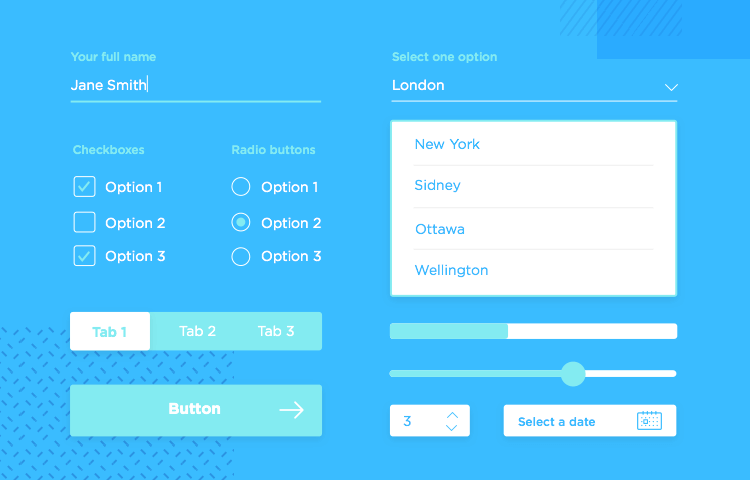 Your full name
Jane Smith
Checkboxes
Option 1
Option 2
Option 3
Radio buttons
Option 1
Option 2
Option 3
Tab 1
Tab 2
Tab 3
Button
Select one option
London
New York
Sidney
Ottawa
Wellington
3
Select a date